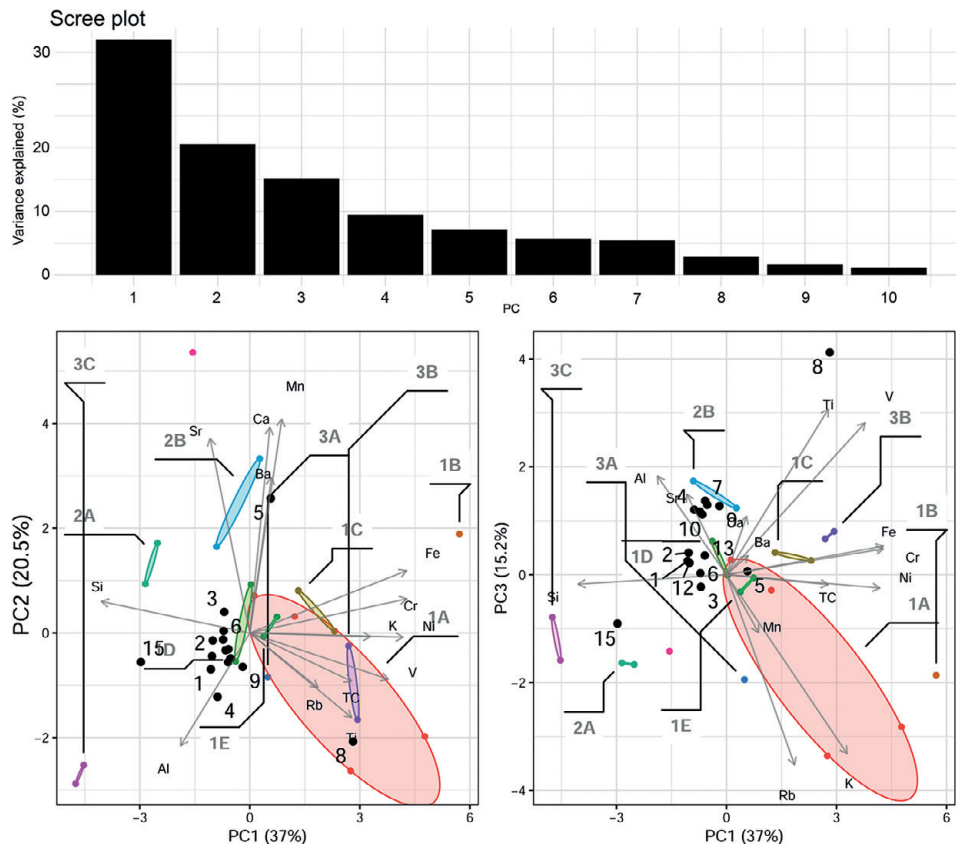 Scree plot
Variance explained (%)
30
20
10
0
1 2 3 4 5 6 7 8 9 10
PC
3C
3B
Mn
Ca
Sr
2B
3A
1B
Ba
5
2A
1C
Fe
Si
3
Cr
6
K
Ni
1A
2
15
1D
1
9
V
4
Rb
TC
1E
Ti
8
Al
PC2 (20.5%)
4
2
0
-2
-3 0 3 6
PC1 (37%)
8
3C
Ti
V
2B
3B
3A
1C
Al
7
4
Sr
1B
9
10
Ba
Fe
2
13
1D
Cr
1
6
5
Ni
12
3
TC
Si
1A
Mn
15
2A
1E
K
Rb
PC3 (15.2%)
4
2
0
-2
-4
-3 0 3 6
PC1 (37%)